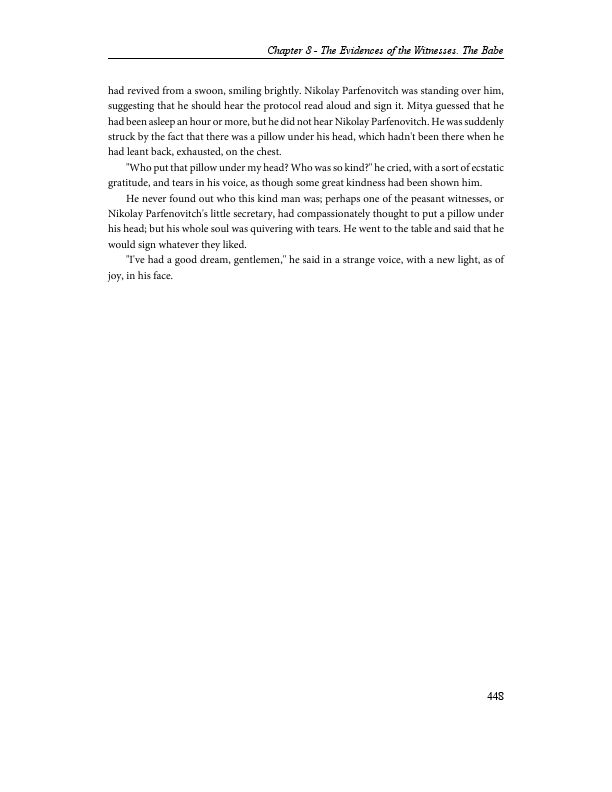 Chapter 8 - The Evidences of the Witnesses. The Babe
had revived from a swoon, smiling brightly. Nikolay Parfenovitch was standing over him,
suggesting that he should hear the protocol read aloud and sign it. Mitya guessed that he
had been asleep an hour or more, but he did not hear Nikolay Parfenovitch. He was suddenly
struck by the fact that there was a pillow under his head, which hadn't been there when he
had leant back, exhausted, on the chest.
"Who put that pillow under my head? Who was so kind?" he cried, with a sort of ecstatic
gratitude, and tears in his voice, as though some great kindness had been shown him.
He never found out who this kind man was; perhaps one of the peasant witnesses, or
Nikolay Parfenovitch's little secretary, had compassionately thought to put a pillow under
his head; but his whole soul was quivering with tears. He went to the table and said that he
would sign whatever they liked.
"I've had a good dream, gentlemen," he said in a strange voice, with a new light, as of
joy, in his face.
448